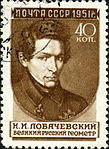 ПОЧТА СССР 1951г.
40
КОП.
Н.И.ЛОБАЧЕВСКИЙ
ВЕЛИКИЙ РУССКИЙ ГЕОМЕТР